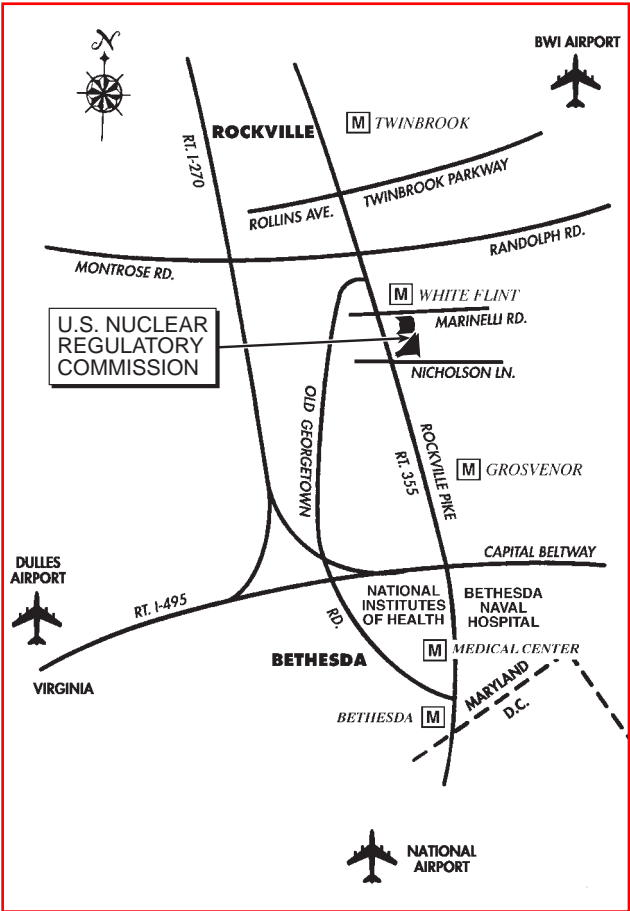 N
BWI AIRPORT
ROCKVILLE
M TWINBROOK
RT. I-270
TWINBROOK PARKWAY
ROLLINS AVE.
RANDOLPH RD.
MONTROSE RD.
M WHITE FLINT
MARINELLI RD.
U.S. NUCLEAR
REGULATORY
COMMISSION
NICHOLSON LN.
OLD GEORGETOWN
ROCKVILLE PIKE
RT. 355
M GROSVENOR
CAPITAL BELTWAY
DULLES
AIRPORT
RT. I-495
NATIONAL
INSTITUTES
OF HEALTH
BETHESDA
NAVAL
HOSPITAL
RD.
M MEDICAL CENTER
BETHESDA
VIRGINIA
MARYLAND
D.C.
BETHESDA M
NATIONAL
AIRPORT